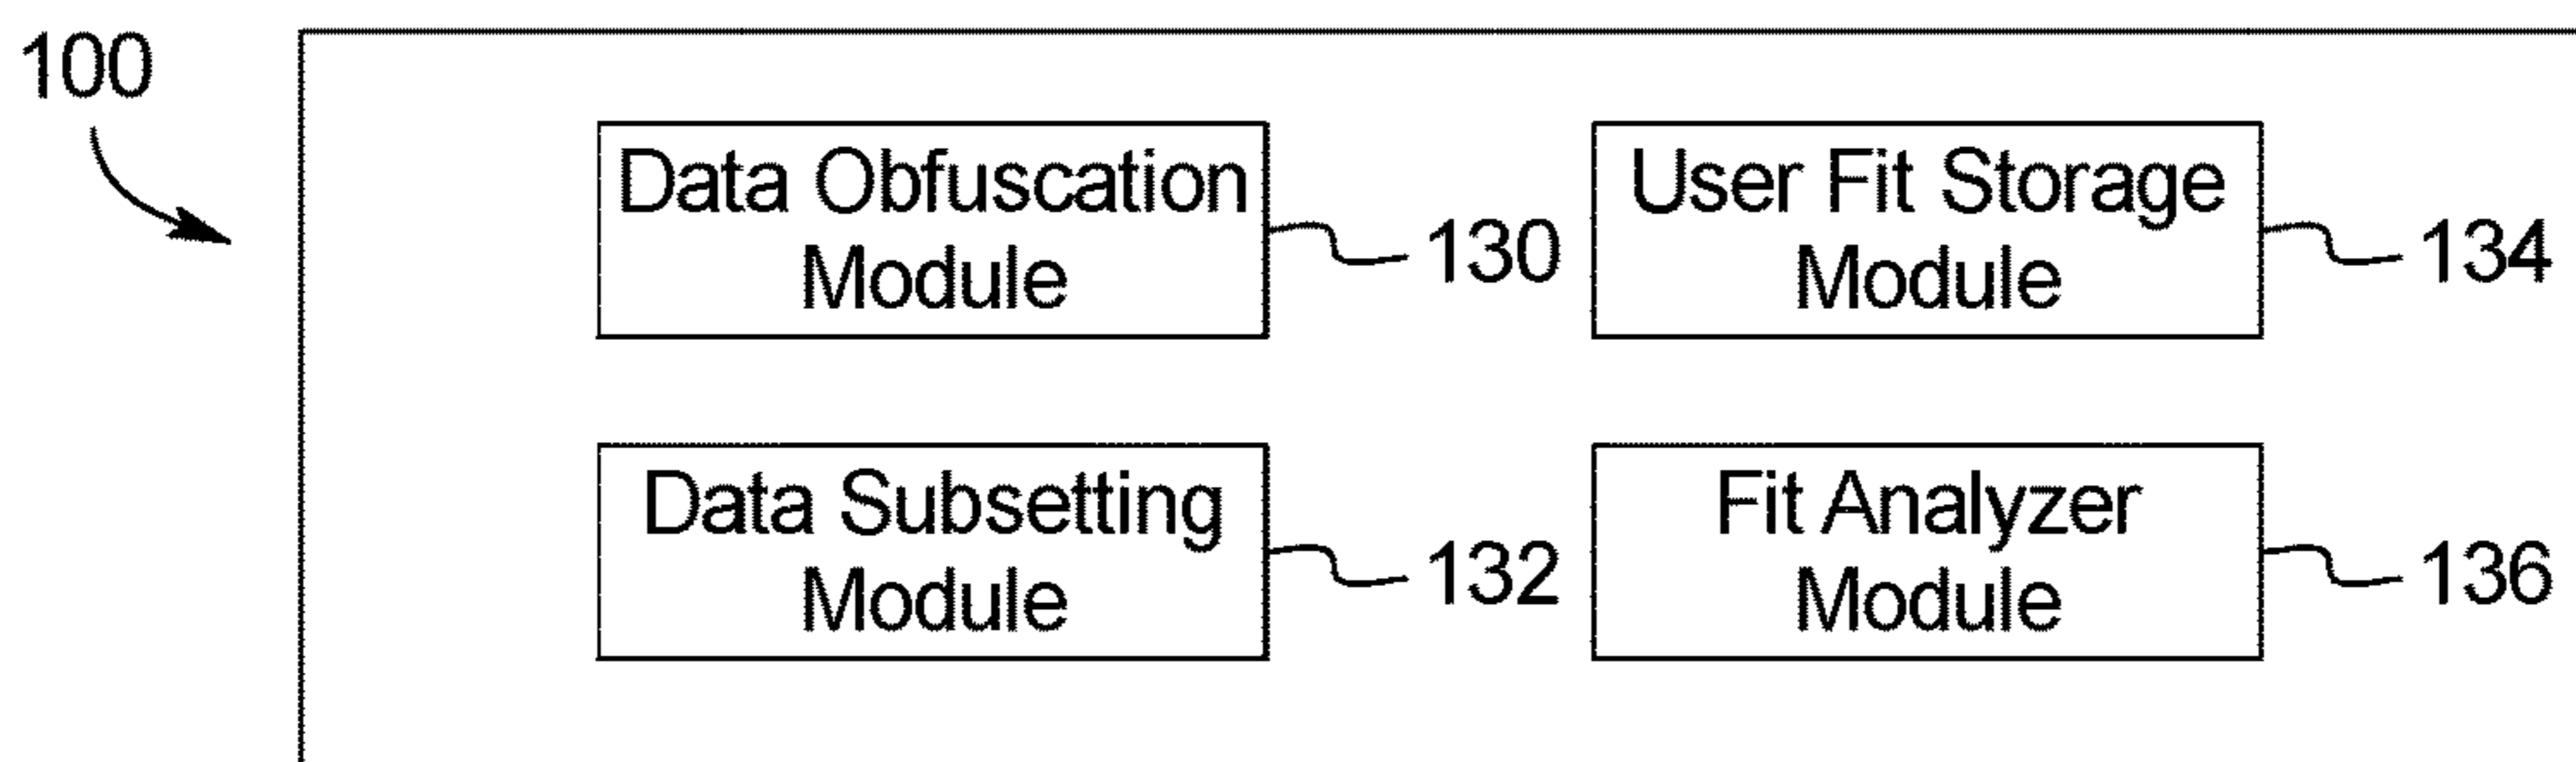 100
Data Obfuscation
Module
130
User Fit Storage
Module
134
Data Subsetting
Module
132
Fit Analyzer
Module
136